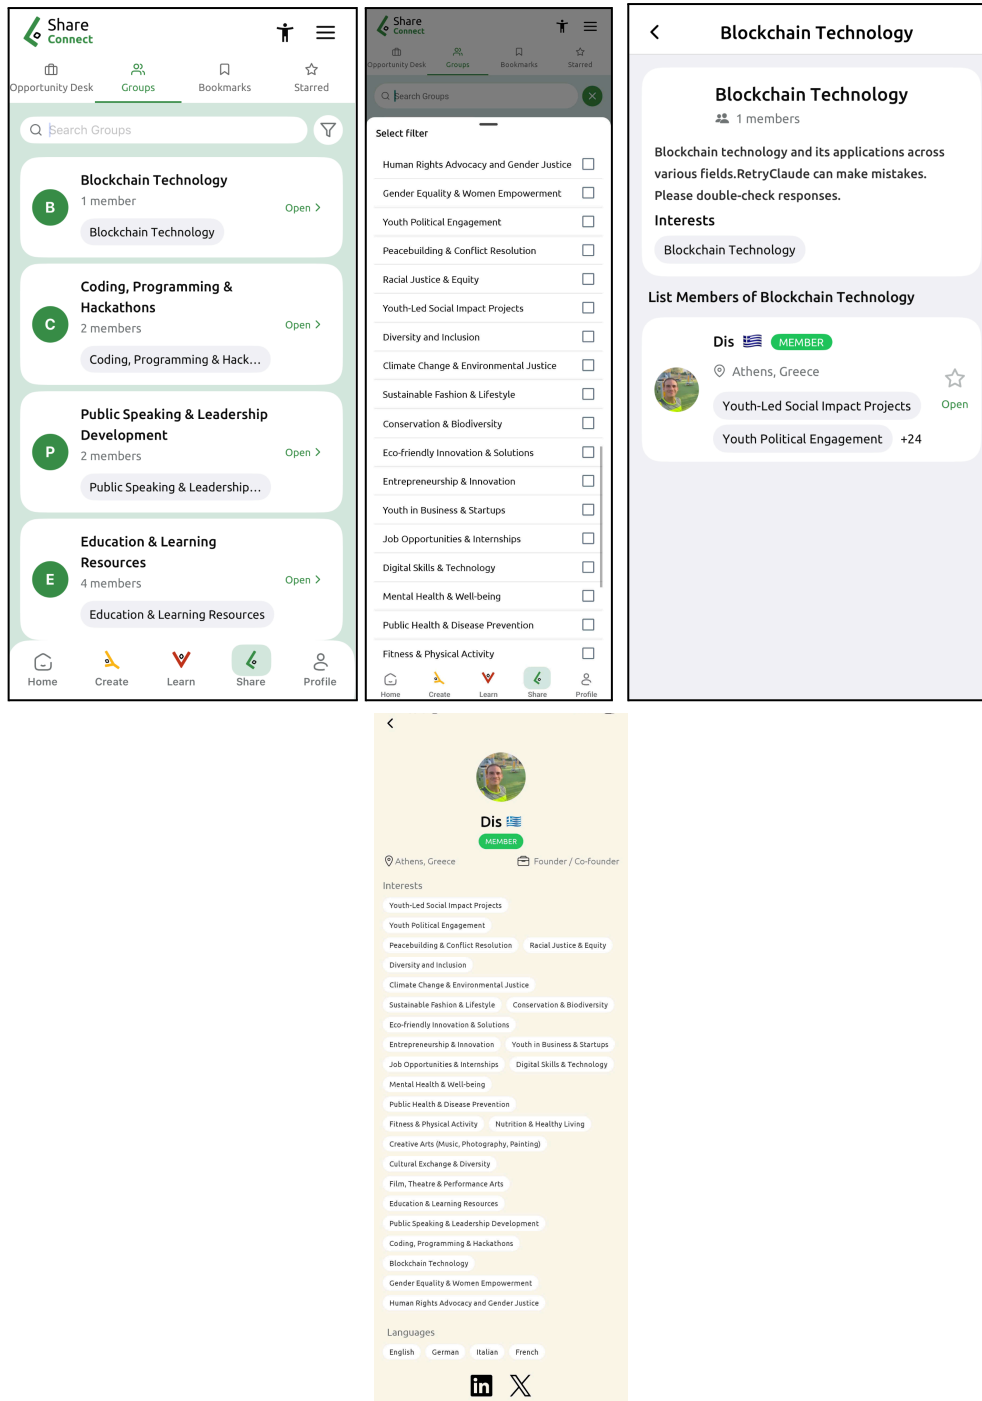 Share
Connect
Opportunity Desk
Groups
Bookmarks
Starred
Search Groups
B
Blockchain Technology
1 member
Blockchain Technology
Open >
C
Coding, Programming &
Hackathons
2 members
Coding, Programming & Hack...
Open >
P
Public Speaking & Leadership
Development
2 members
Public Speaking & Leadership...
Open >
E
Education & Learning
Resources
4 members
Education & Learning Resources
Open >
Home
Create
Learn
Share
Profile
Share
Connect
Opportunity Desk
Groups
Bookmarks
Starred
Search Groups
Select filter
Human Rights Advocacy and Gender Justice
Gender Equality & Women Empowerment
Youth Political Engagement
Peacebuilding & Conflict Resolution
Racial Justice & Equity
Youth-Led Social Impact Projects
Diversity and Inclusion
Climate Change & Environmental Justice
Sustainable Fashion & Lifestyle
Conservation & Biodiversity
Eco-friendly Innovation & Solutions
Entrepreneurship & Innovation
Youth in Business & Startups
Job Opportunities & Internships
Digital Skills & Technology
Mental Health & Well-being
Public Health & Disease Prevention
Fitness & Physical Activity
Home
Create
Learn
Share
Profile
Blockchain Technology
Blockchain Technology
1 members
Blockchain technology and its applications across
various fields.RetryClaude can make mistakes.
Please double-check responses.
Interests
Blockchain Technology
List Members of Blockchain Technology
Dis MEMBER
Athens, Greece
Youth-Led Social Impact Projects
Youth Political Engagement +24
Open
Dis
MEMBER
Athens, Greece
Founder / Co-founder
Interests
Youth-Led Social Impact Projects
Youth Political Engagement
Peacebuilding & Conflict Resolution Racial Justice & Equity
Diversity and Inclusion
Climate Change & Environmental Justice
Sustainable Fashion & Lifestyle Conservation & Biodiversity
Eco-friendly Innovation & Solutions
Entrepreneurship & Innovation Youth in Business & Startups
Job Opportunities & Internships Digital Skills & Technology
Mental Health & Well-being
Public Health & Disease Prevention
Fitness & Physical Activity Nutrition & Healthy Living
Creative Arts (Music, Photography, Painting)
Cultural Exchange & Diversity
Film, Theatre & Performance Arts
Education & Learning Resources
Public Speaking & Leadership Development
Coding, Programming & Hackathons
Blockchain Technology
Gender Equality & Women Empowerment
Human Rights Advocacy and Gender Justice
Languages
English German Italian French
in X